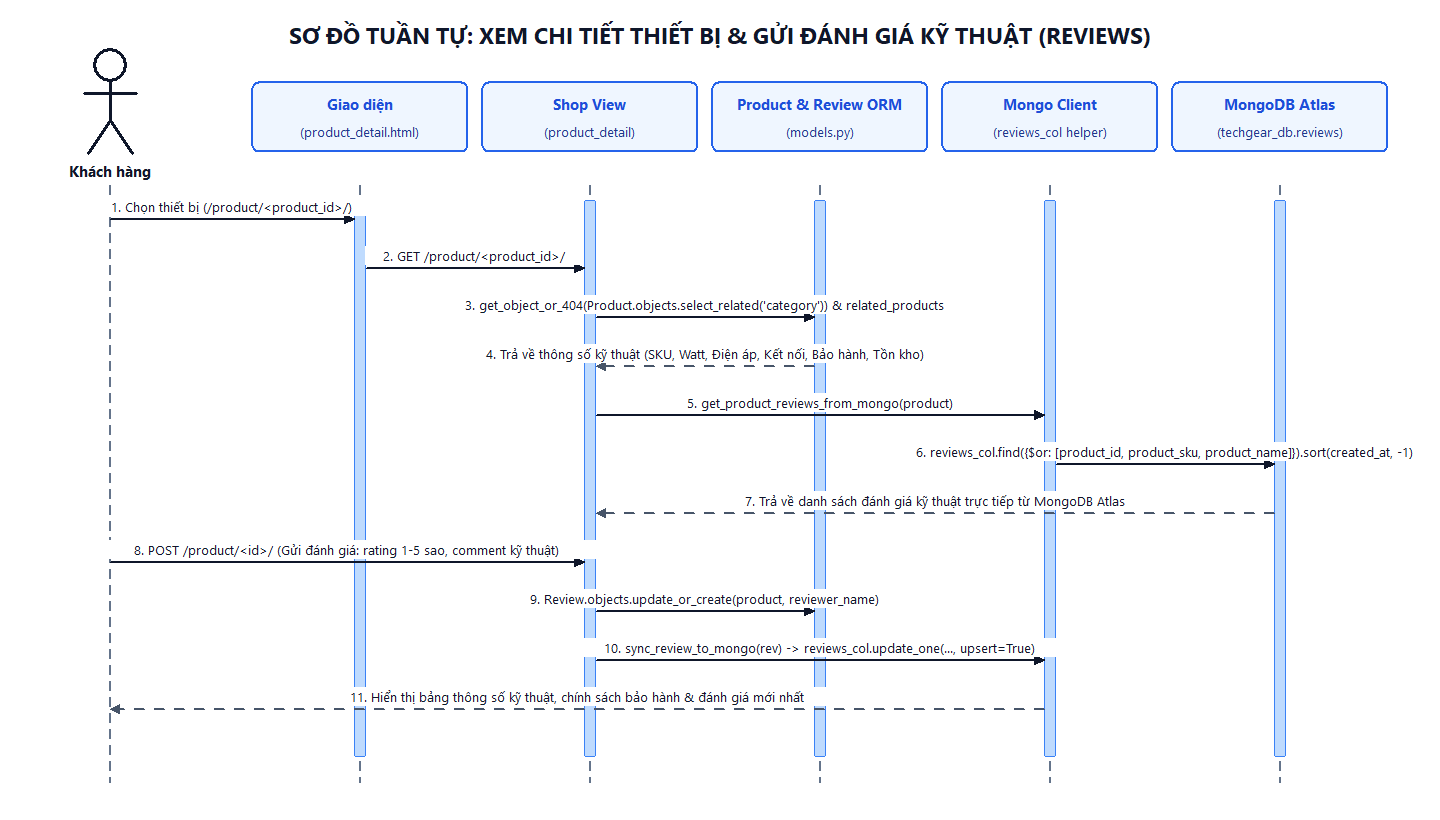 SƠ ĐỒ TUẦN TỰ: XEM CHI TIẾT THIẾT BỊ & GỬI ĐÁNH GIÁ KỸ THUẬT (REVIEWS)
Khách hàng
Giao diện
(product_detail.html)
Shop View
(product_detail)
Product & Review ORM
(models.py)
Mongo Client
(reviews_col helper)
MongoDB Atlas
(techgear_db.reviews)
1. Chọn thiết bị (/product/<product_id>/)
2. GET /product/<product_id>/
3. get_object_or_404(Product.objects.select_related('category')) & related_products
4. Trả về thông số kỹ thuật (SKU, Watt, Điện áp, Kết nối, Bảo hành, Tồn kho)
5. get_product_reviews_from_mongo(product)
6. reviews_col.find({$or: [product_id, product_sku, product_name]}).sort(created_at, -1)
7. Trả về danh sách đánh giá kỹ thuật trực tiếp từ MongoDB Atlas
8. POST /product/<id>/ (Gửi đánh giá: rating 1-5 sao, comment kỹ thuật)
9. Review.objects.update_or_create(product, reviewer_name)
10. sync_review_to_mongo(rev) -> reviews_col.update_one(..., upsert=True)
11. Hiển thị bảng thông số kỹ thuật, chính sách bảo hành & đánh giá mới nhất